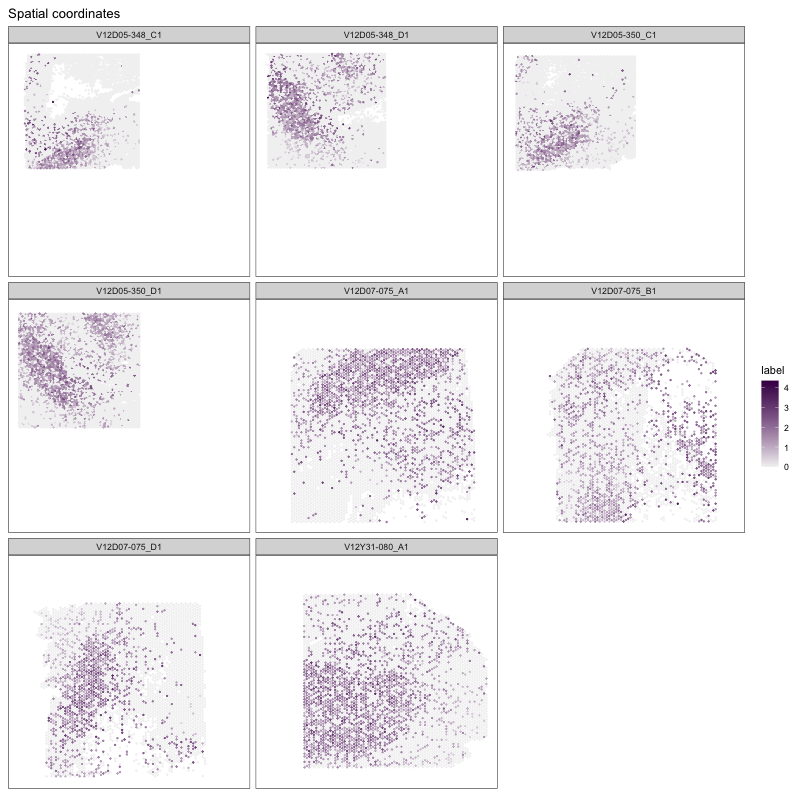 Spatial coordinates
V12D05-348_C1
V12D05-348_D1
V12D05-350_C1
V12D05-350_D1
V12D07-075_A1
V12D07-075_B1
label
4
3
2
1
0
V12D07-075_D1
V12Y31-080_A1